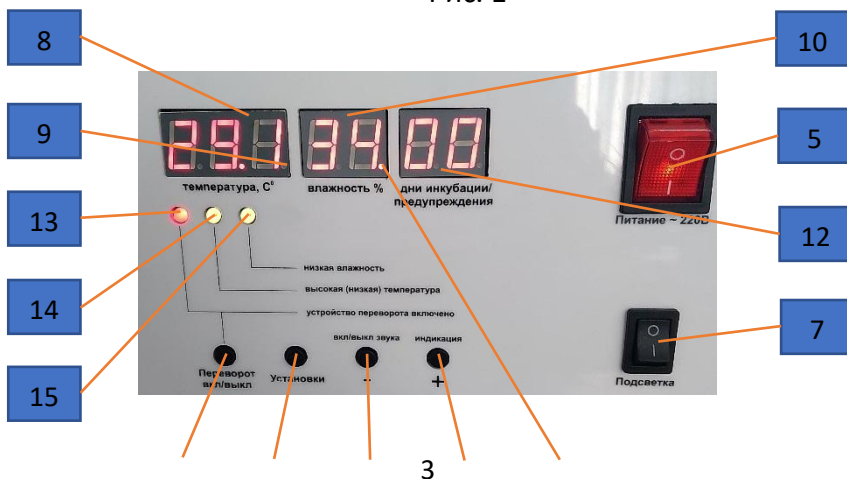 8
10
9
29.1
34.
00
5
температура, С⁰
влажность %
дни инкубации/
предупреждения
13
Питание ~ 220В
12
низкая влажность
14
высокая (низкая) температура
устройство переворота включено
7
вкл/выкл звука
индикация
15
Переворот
вкл/выкл
Установки
-
+
Подсветка
3